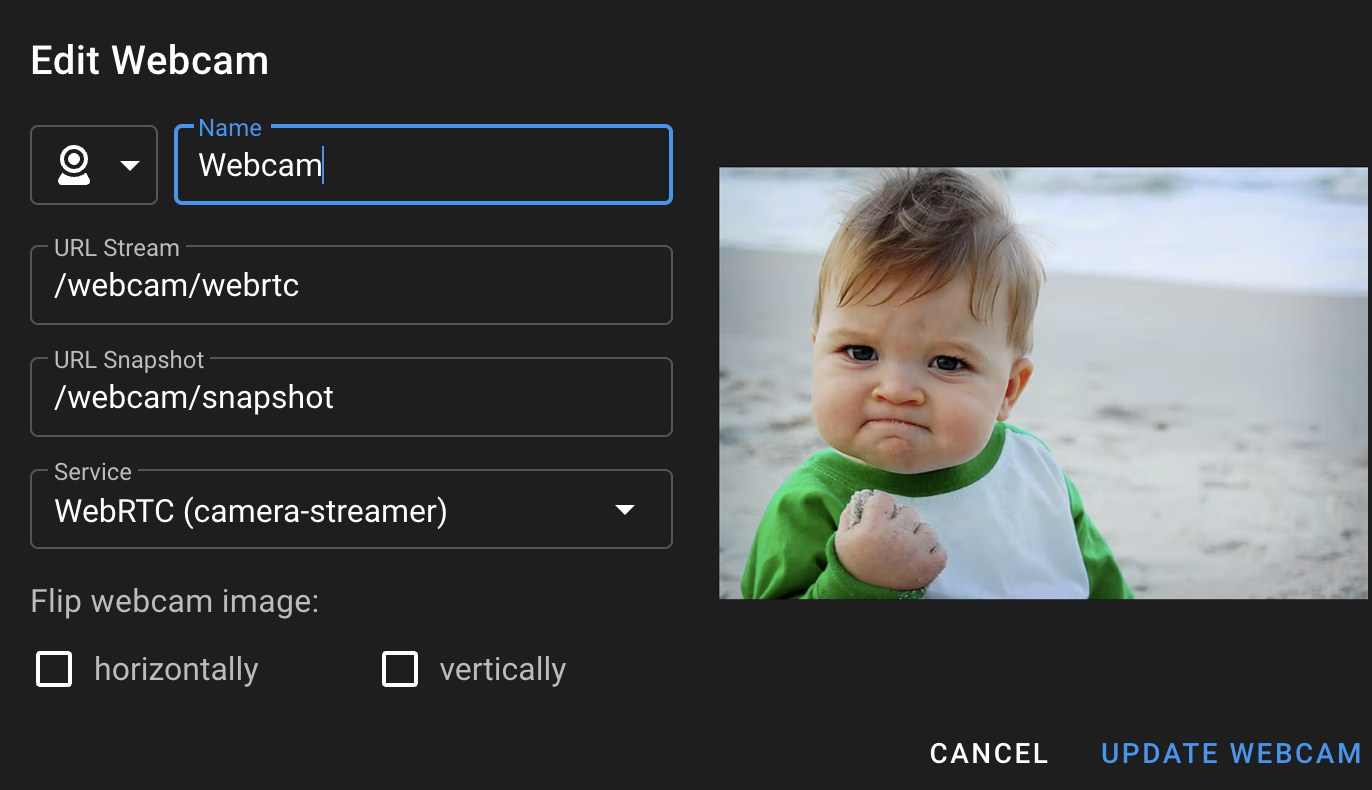 Edit Webcam
Name
Webcam
URL Stream
/webcam/webrtc
URL Snapshot
/webcam/snapshot
Service
WebRTC (camera-streamer)
Flip webcam image:
horizontally
vertically
CANCEL
UPDATE WEBCAM